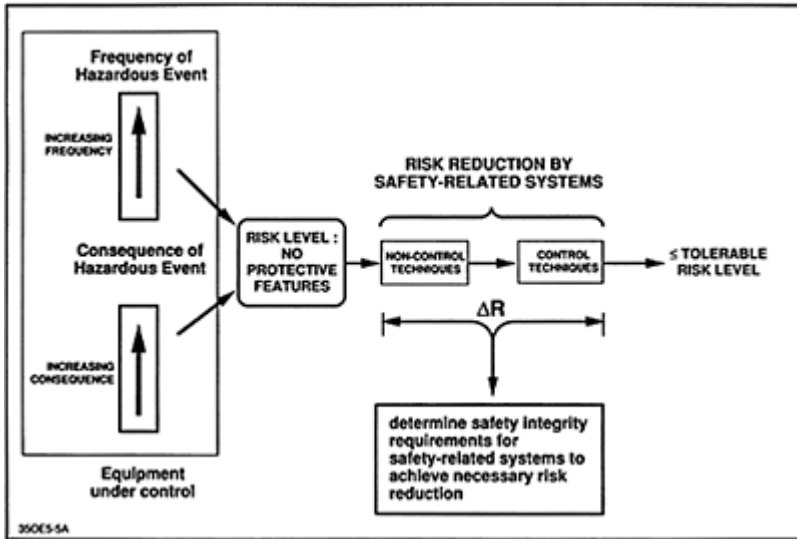 Frequency of
Hazardous Event
INCREASING
FREQUENCY
Consequence of
Hazardous Event
INCREASING
CONSEQUENCE
Equipment
under control
RISK LEVEL :
NO
PROTECTIVE
FEATURES
RISK REDUCTION BY
SAFETY-RELATED SYSTEMS
NON-CONTROL
TECHNIQUES
CONTROL
TECHNIQUES
≤ TOLERABLE
RISK LEVEL
ΔR
determine safety integrity
requirements for
safety-related systems to
achieve necessary risk
reduction
35OE5-5A